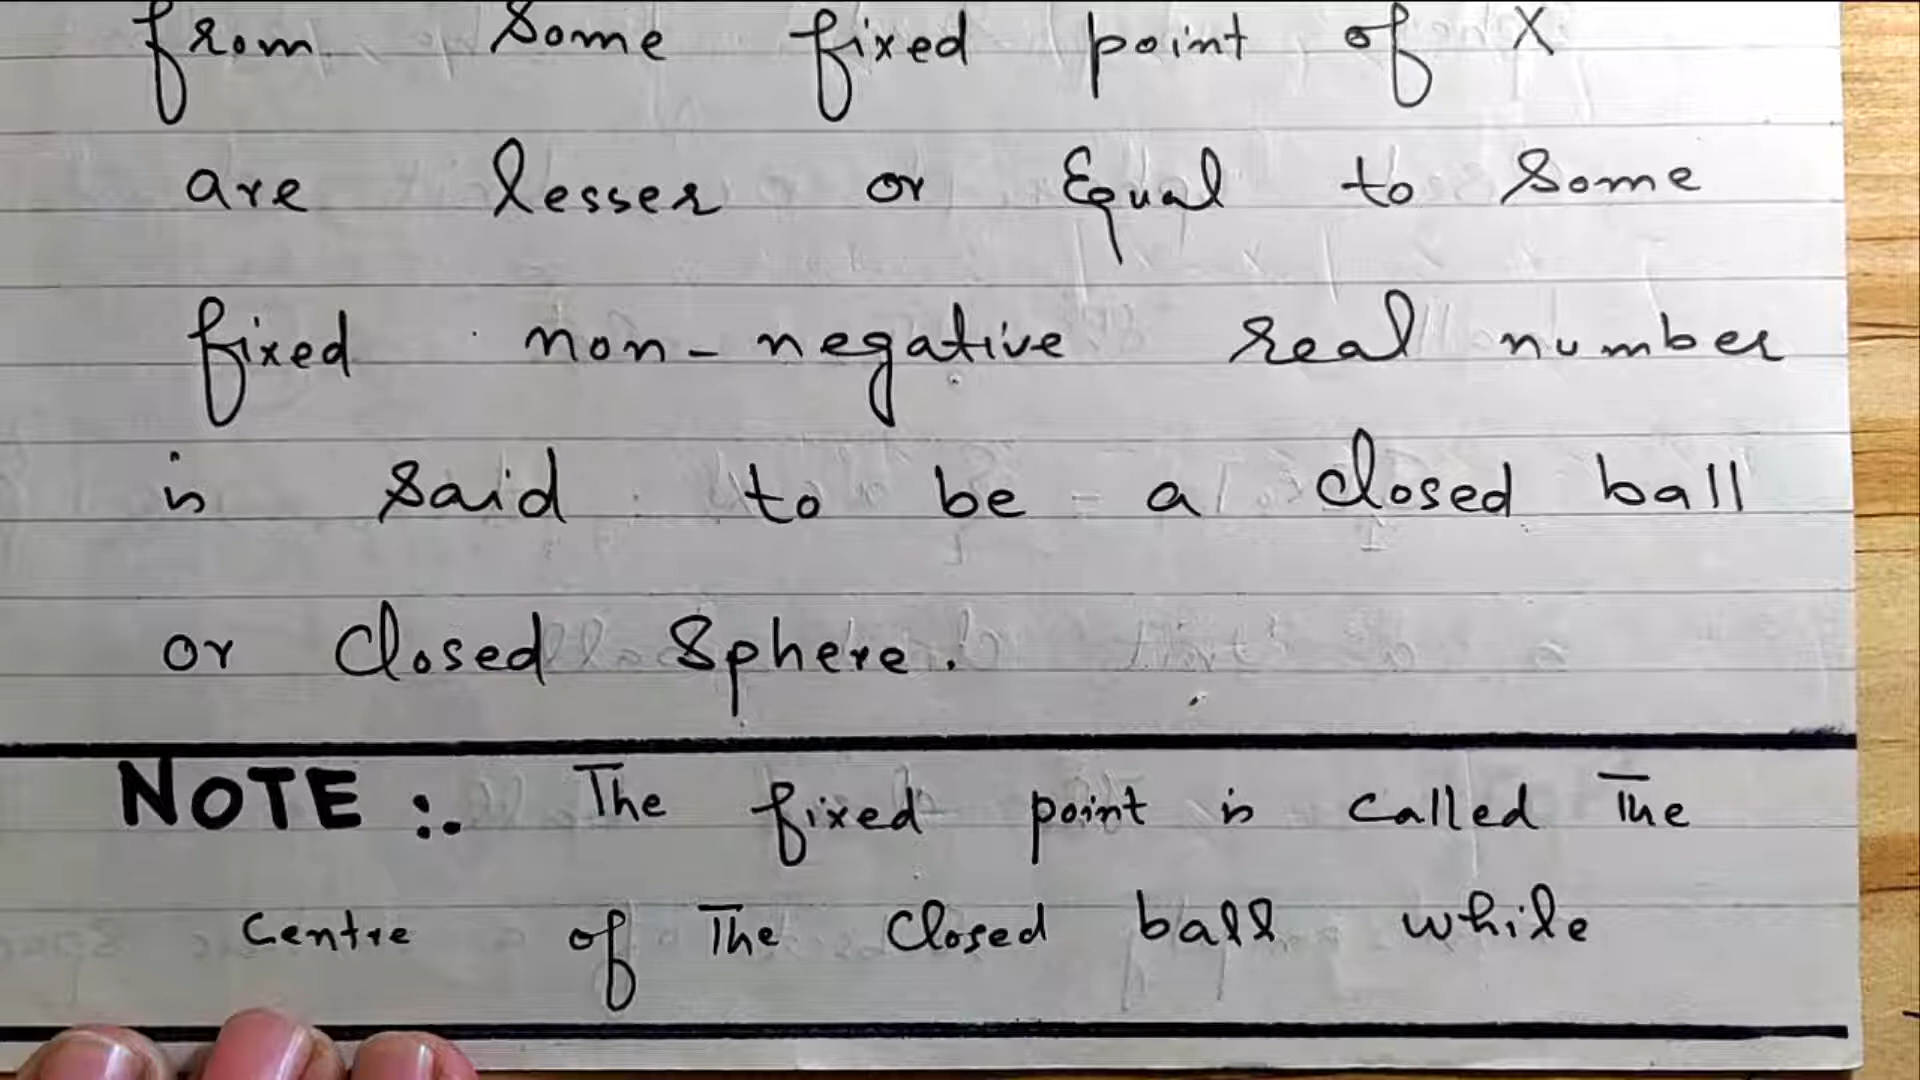 from some fixed point of X
are lesser or Equal to some
fixed non-negative real number
is said to be a closed ball
or closed sphere.
NOTE :. The fixed point is called The
Centre of The Closed ball while